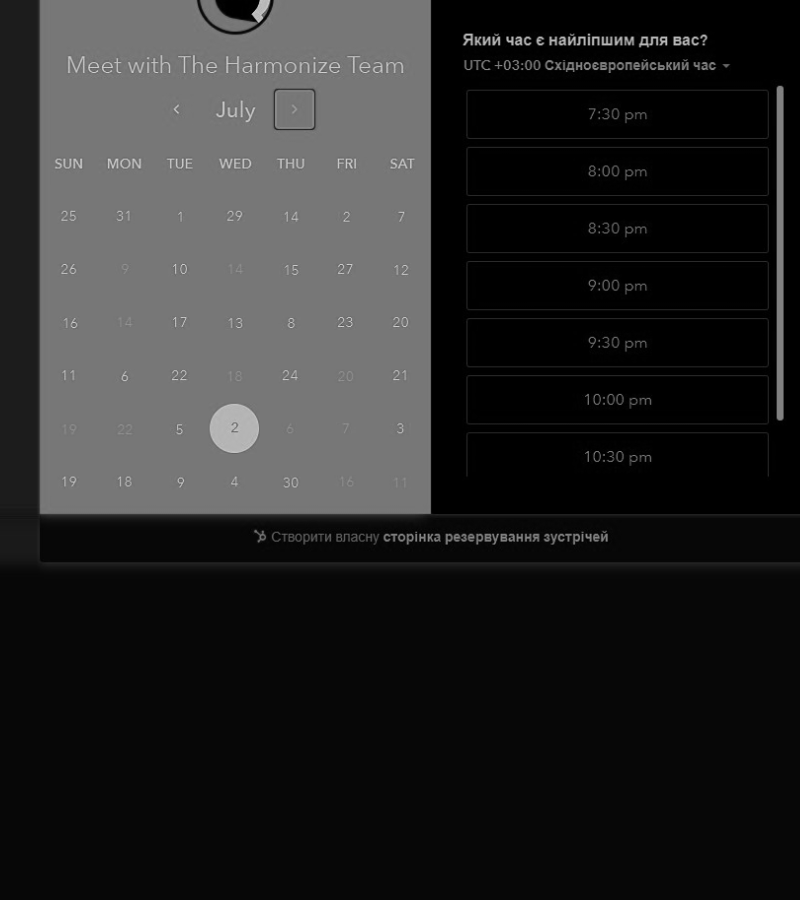 Meet with The Harmonize Team
July
SUN MON TUE WED THU FRI SAT
25 31 1 29 14 2 7
26 9 10 14 15 27 12
16 14 17 13 8 23 20
11 6 22 18 24 20 21
19 22 5 2 6 7 3
19 18 9 4 30 16 11
Який час є найліпшим для вас?
UTC +03:00 Східноєвропейський час
7:30 pm
8:00 pm
8:30 pm
9:00 pm
9:30 pm
10:00 pm
10:30 pm
Створити власну сторінка резервування зустрічей